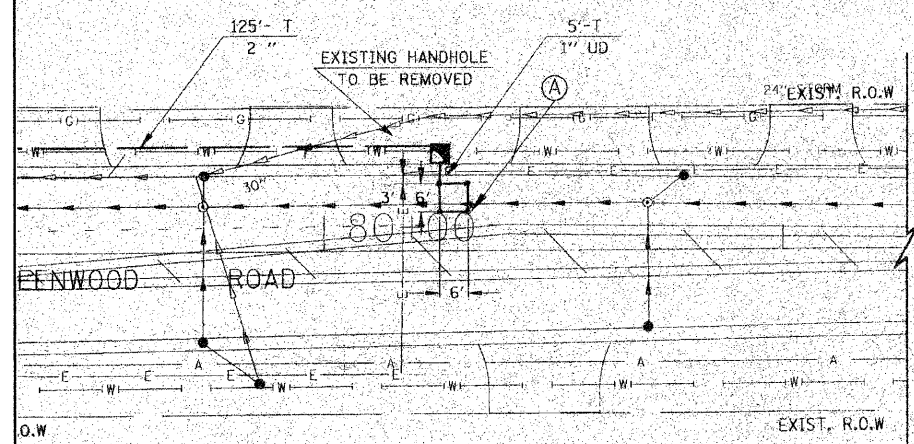 125'- T
2 "
5'-T
1" UD
EXISTING HANDHOLE
TO BE REMOVED
A
EXIST. R.O.W
G
G
G
G
W
W
W
W
W
W
E
E
E
30"
3'
6'
80+00
EENWOOD ROAD
E
E
6'
A
A
A
A
E
E
E
E
W
W
W
W
W
.O.W
EXIST. R.O.W